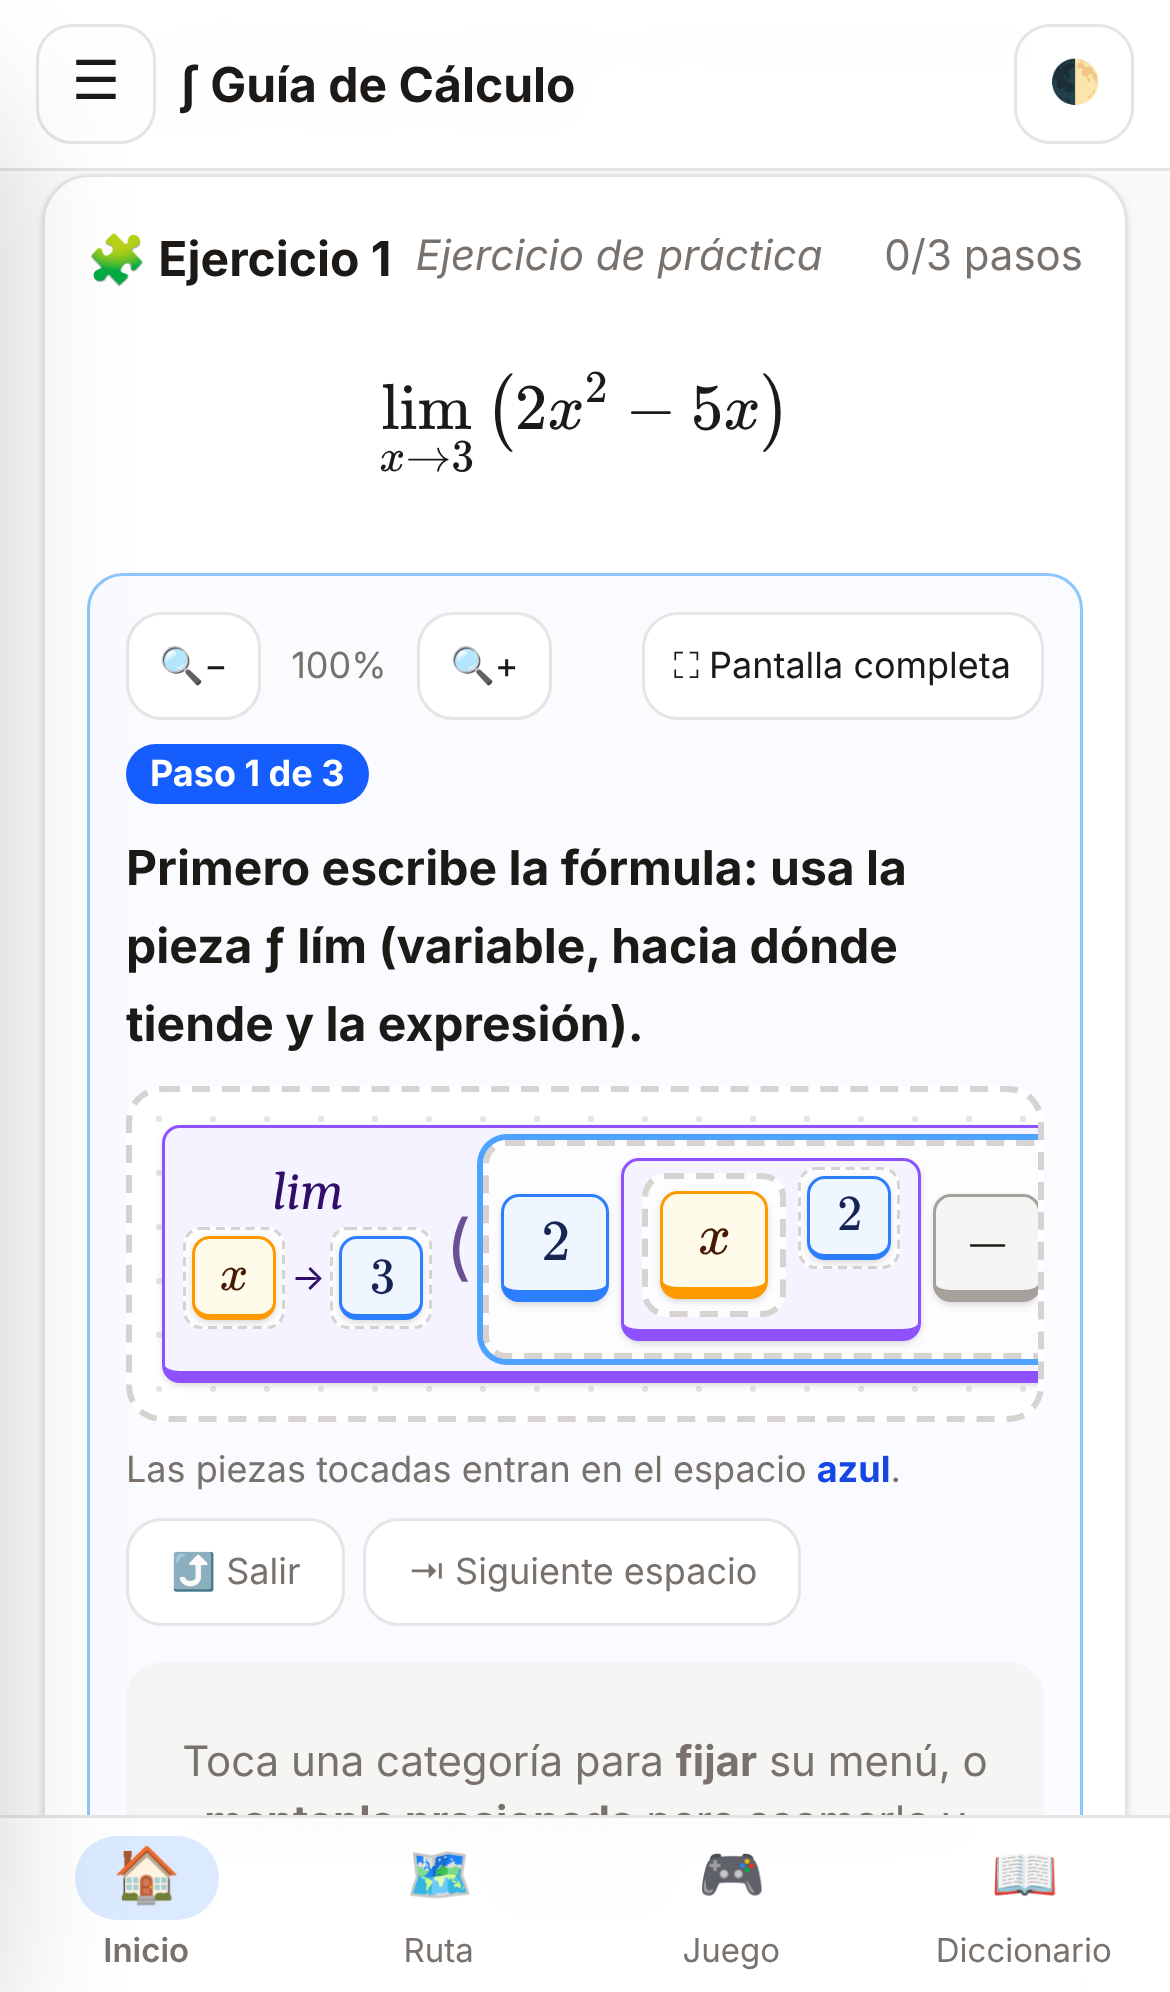 ☰ ∫ Guía de Cálculo
Ejercicio 1 Ejercicio de práctica 0/3 pasos
lim (2x² − 5x)
x→3
− 100% + ⛶ Pantalla completa
Paso 1 de 3
Primero escribe la fórmula: usa la
pieza ƒ lím (variable, hacia dónde
tiende y la expresión).
lim
x → 3 ( 2 x 2 −
Las piezas tocadas entran en el espacio azul.
⤴ Salir ⇥ Siguiente espacio
Toca una categoría para fijar su menú, o
Inicio Ruta Juego Diccionario